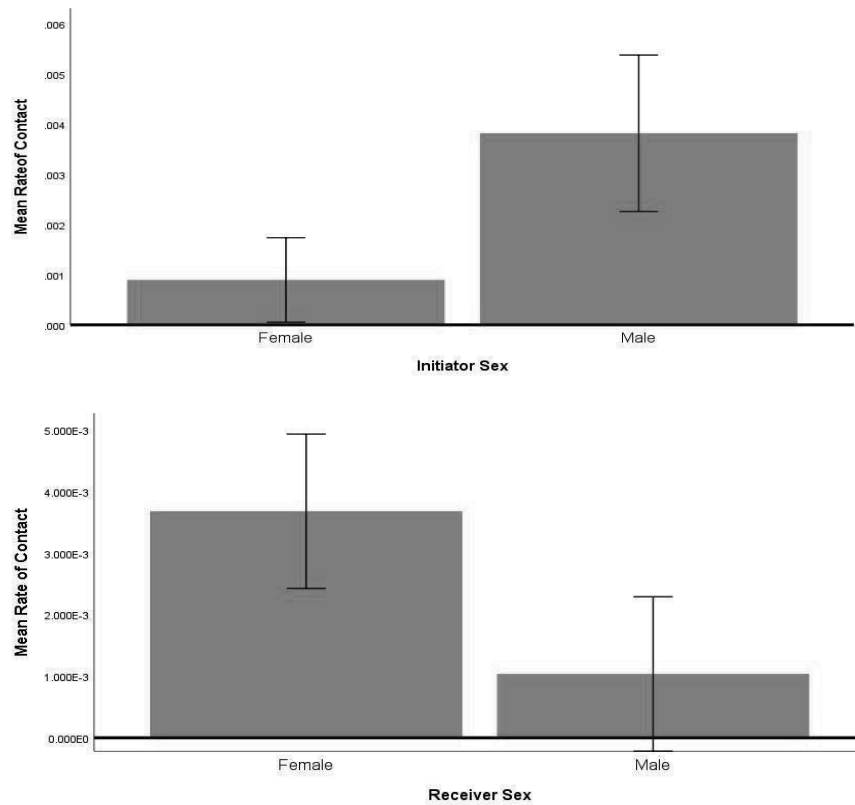 .006
.005
.004
.003
.002
.001
.000
Mean Rateof Contact
Female Male
Initiator Sex
5.000E-3
4.000E-3
3.000E-3
2.000E-3
1.000E-3
0.000E0
Mean Rate of Contact
Female Male
Receiver Sex